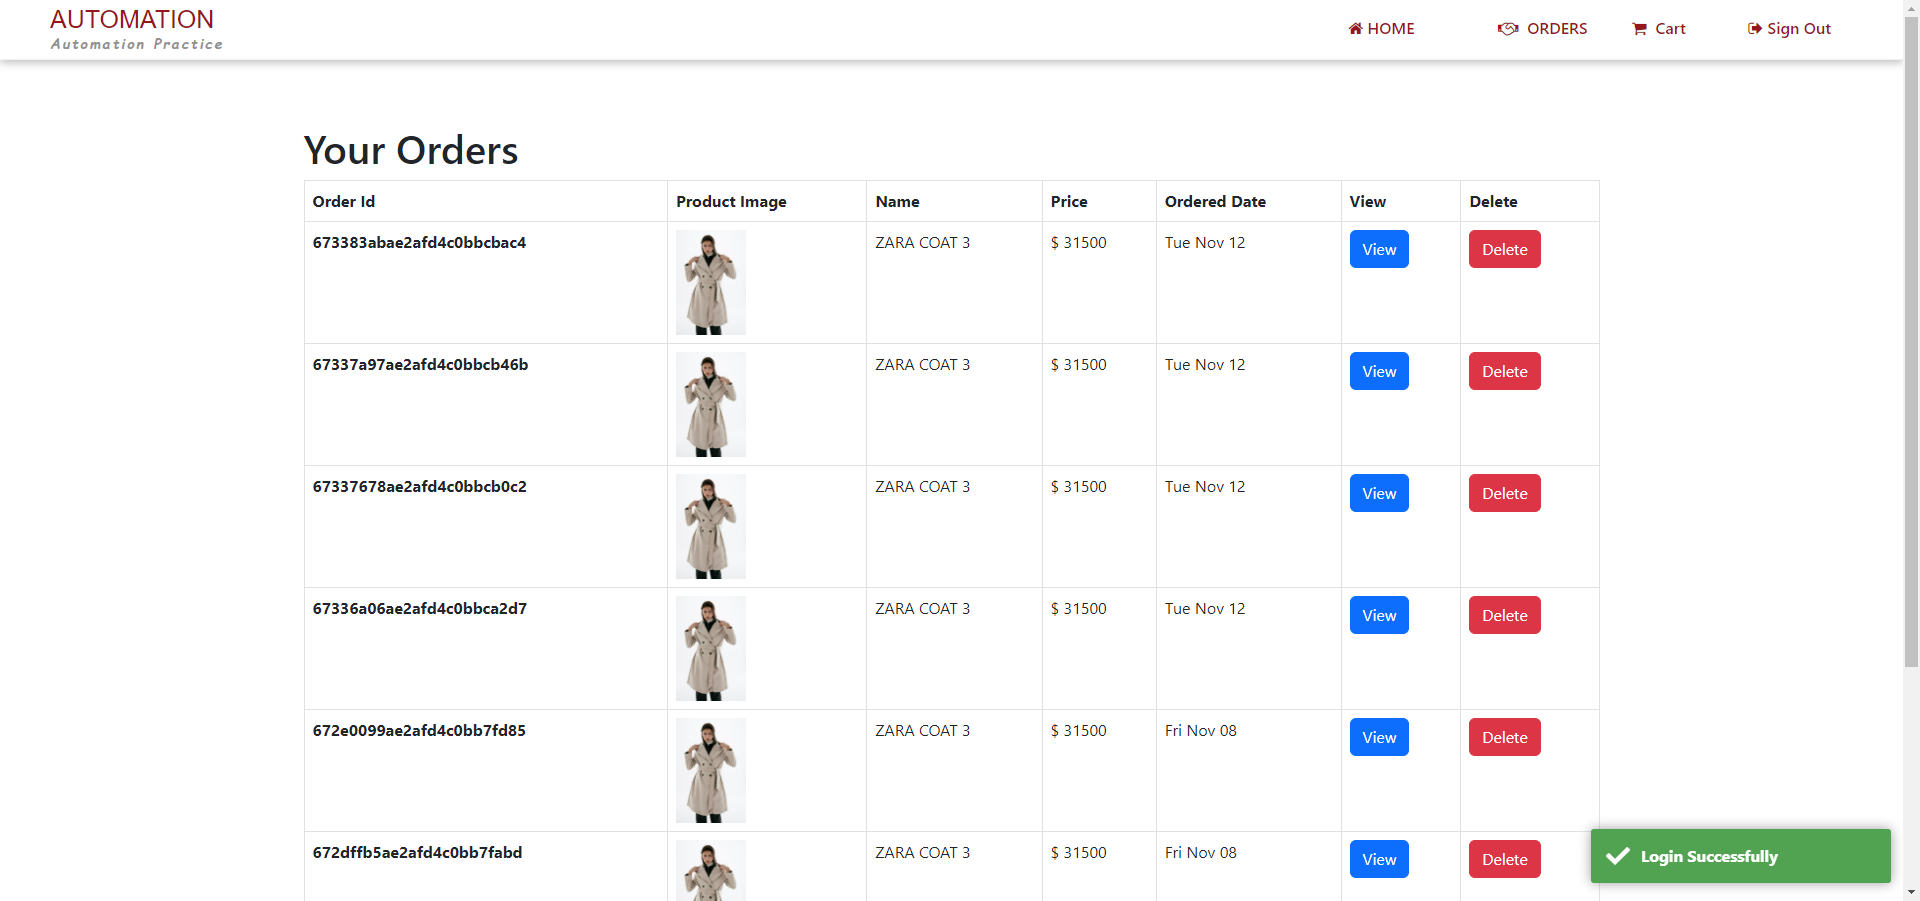 AUTOMATION
Automation Practice
HOME ORDERS Cart Sign Out
Your Orders
Order Id Product Image Name Price Ordered Date View Delete
673383abae2afd4c0bbcbac4 ZARA COAT 3 $ 31500 Tue Nov 12 View Delete
67337a97ae2afd4c0bbcb46b ZARA COAT 3 $ 31500 Tue Nov 12 View Delete
67337678ae2afd4c0bbcb0c2 ZARA COAT 3 $ 31500 Tue Nov 12 View Delete
67336a06ae2afd4c0bbca2d7 ZARA COAT 3 $ 31500 Tue Nov 12 View Delete
672e0099ae2afd4c0bb7fd85 ZARA COAT 3 $ 31500 Fri Nov 08 View Delete
672dffb5ae2afd4c0bb7fabd ZARA COAT 3 $ 31500 Fri Nov 08 View Delete
Login Successfully